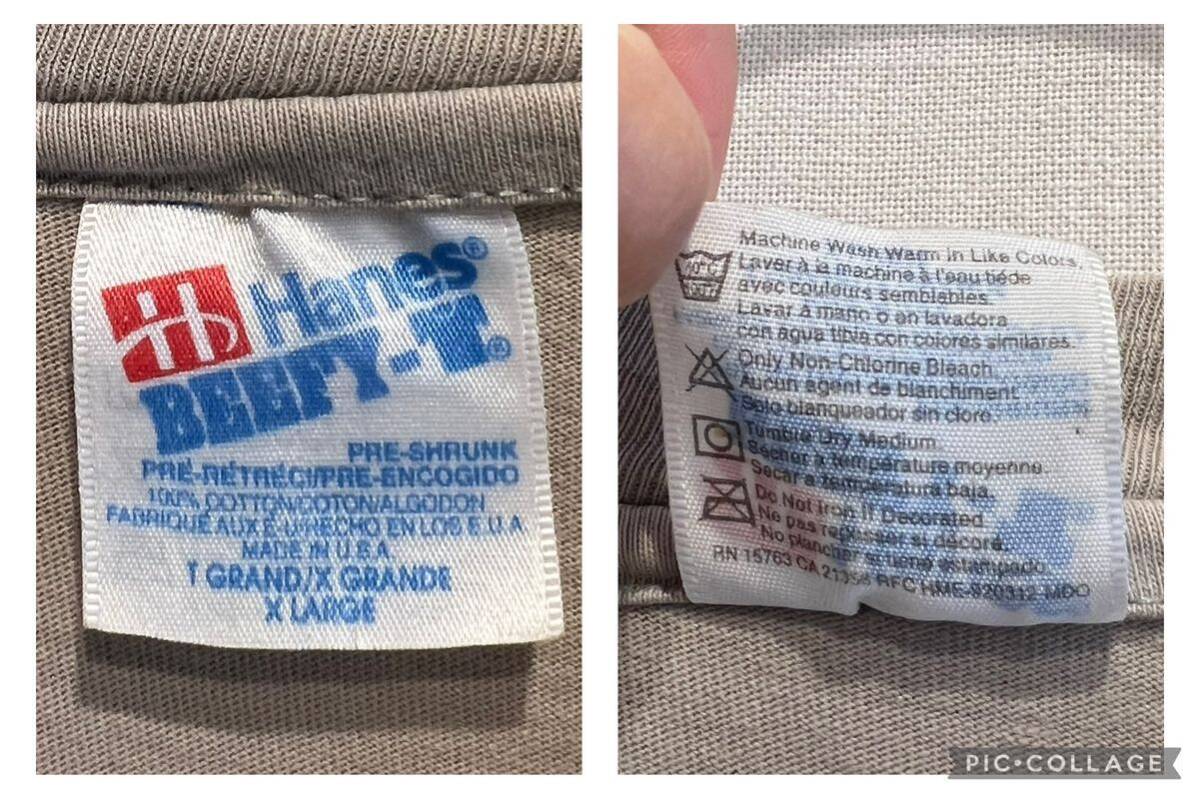 Hanes®
BEEFY-T®
PRE-SHRUNK
PRÉ-RÉTRÉCI/PRE-ENCOGIDO
100% COTTON/COTON/ALGODON
FABRIQUÉ AUX É.-U./HECHO EN LOS E.U.A
MADE IN U.S.A.
T GRAND/X GRANDE
X LARGE
Machine Wash Warm in Like Colors.
Laver à la machine à l'eau tiède
avec couleurs semblables.
Lavar a mano o en lavadora
con agua tibia con colores similares.
Only Non-Chlorine Bleach.
Aucun agent de blanchiment
Solo blanqueador sin cloro.
Tumble Dry Medium.
Sécher à température moyenne.
Secar a temperatura baja.
Do Not Iron If Decorated
Ne pas repasser si décoré.
No planchar si tiene estampado.
RN 15763 CA 21356 RFC HME-920312-MDO
PIC•COLLAGE